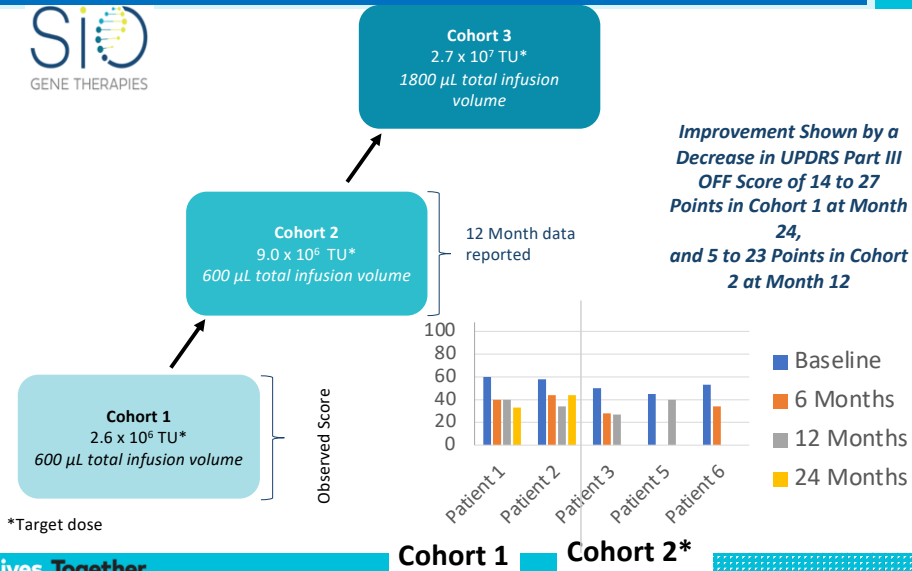 SiO
GENE THERAPIES
Cohort 3
2.7 x 10⁷ TU*
1800 µL total infusion
volume
Improvement Shown by a
Decrease in UPDRS Part III
OFF Score of 14 to 27
Points in Cohort 1 at Month
24,
and 5 to 23 Points in Cohort
2 at Month 12
Cohort 2
9.0 x 10⁶ TU*
600 µL total infusion volume
12 Month data
reported
Cohort 1
2.6 x 10⁶ TU*
600 µL total infusion volume
*Target dose
Observed Score
100
80
60
40
20
0
Patient 1
Patient 2
Patient 3
Patient 5
Patient 6
Baseline
6 Months
12 Months
24 Months
Cohort 1
Cohort 2*
ives Together